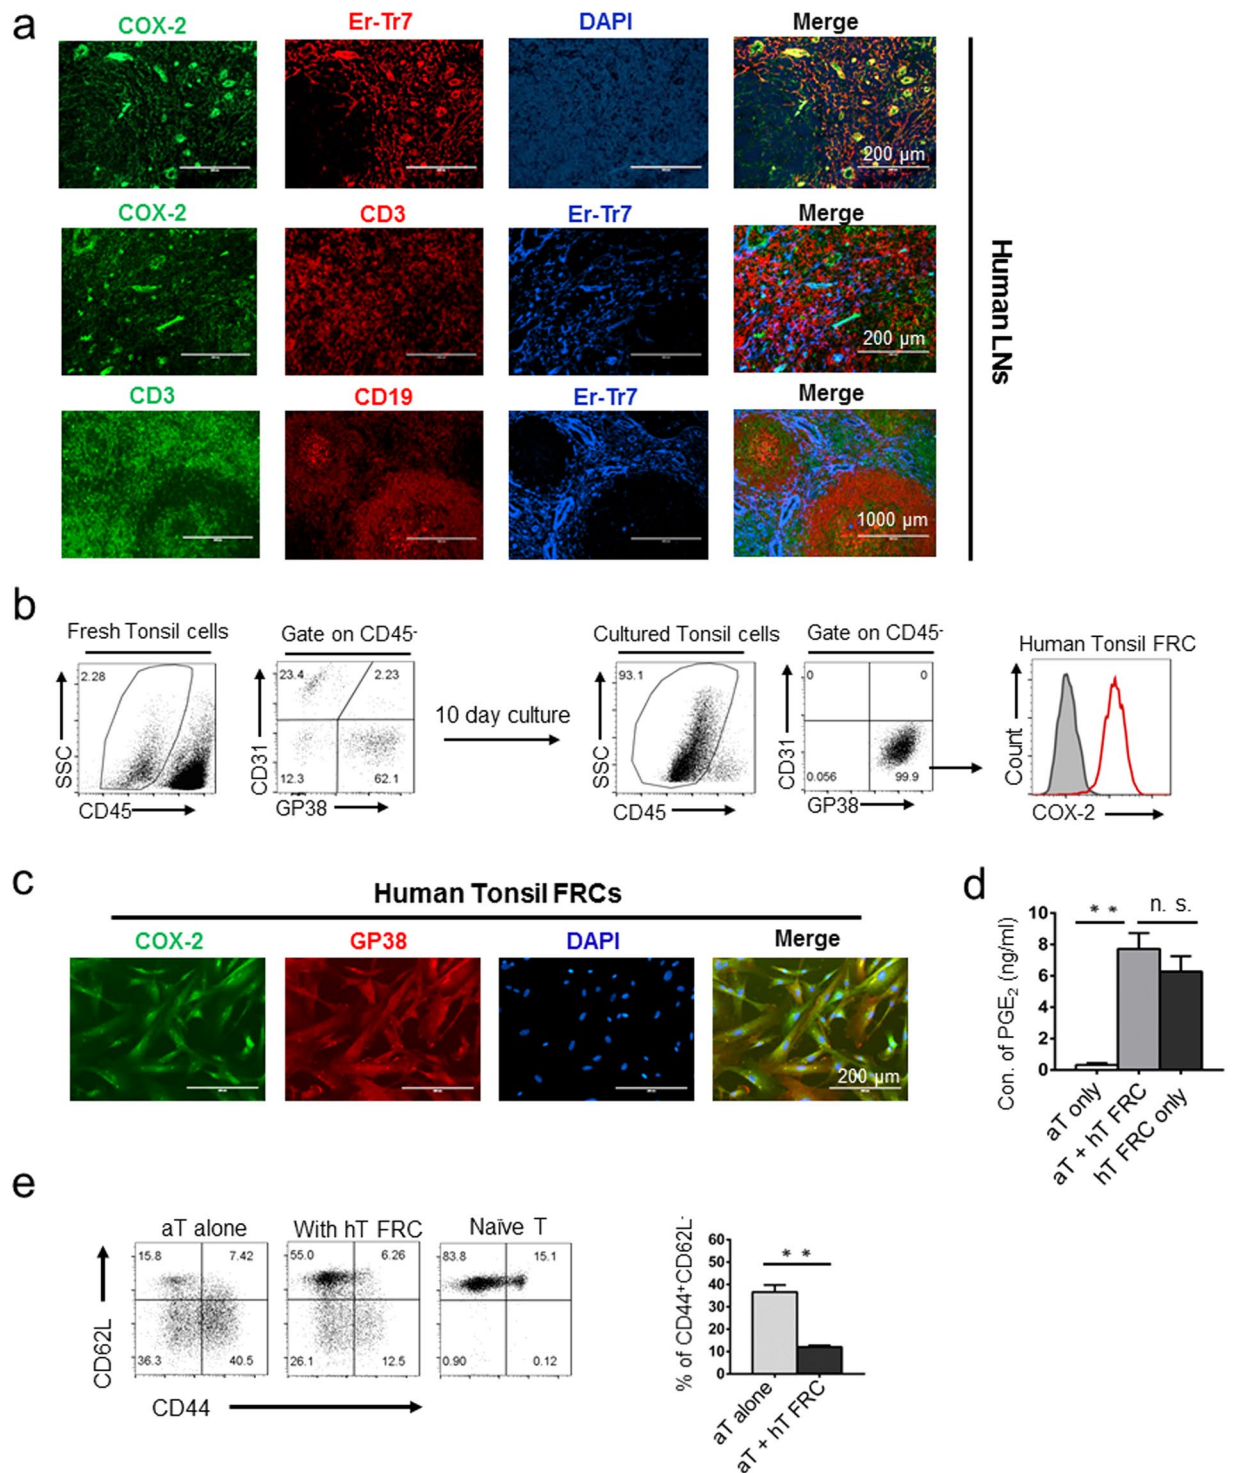 a
COX-2 Er-Tr7 DAPI Merge
200 µm
COX-2 CD3 Er-Tr7 Merge
200 µm
CD3 CD19 Er-Tr7 Merge
1000 µm
Human LNs
b
Fresh Tonsil cells
2.28
SSC
CD45
Gate on CD45-
23.4 2.23
12.3 62.1
CD31
GP38
10 day culture
Cultured Tonsil cells
93.1
SSC
CD45
Gate on CD45-
0 0
0.056 99.9
CD31
GP38
Human Tonsil FRC
Count
COX-2
c
Human Tonsil FRCs
COX-2 GP38 DAPI Merge
200 µm
d
Con. of PGE₂ (ng/ml)
10
8
6
4
2
0
* * n. s.
aT only
aT + hT FRC
hT FRC only
e
aT alone With hT FRC Naïve T
15.8 7.42 55.0 6.26 83.8 15.1
36.3 40.5 26.1 12.5 0.90 0.12
CD62L
CD44
% of CD44⁺CD62L⁻
60
50
40
30
20
10
0
* *
aT alone
aT + hT FRC